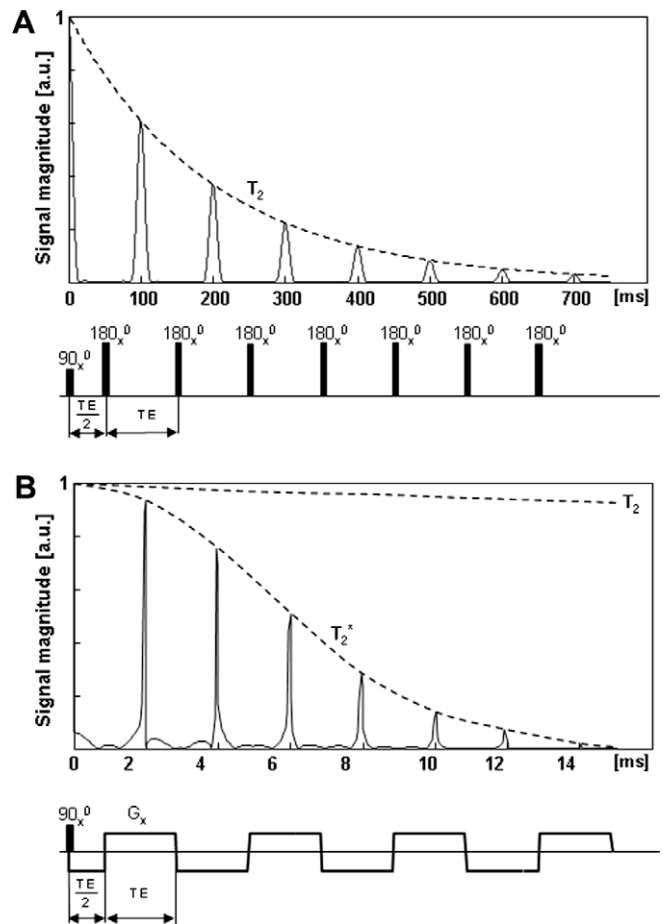 A
Signal magnitude [a.u.]
1
T₂
0 100 200 300 400 500 600 700 [ms]
90ₓ⁰ 180ₓ⁰ 180ₓ⁰ 180ₓ⁰ 180ₓ⁰ 180ₓ⁰ 180ₓ⁰ 180ₓ⁰
TE/2 TE
B
Signal magnitude [a.u.]
1
T₂
T₂ˣ
0 2 4 6 8 10 12 14 [ms]
90ₓ⁰ Gₓ
TE/2 TE